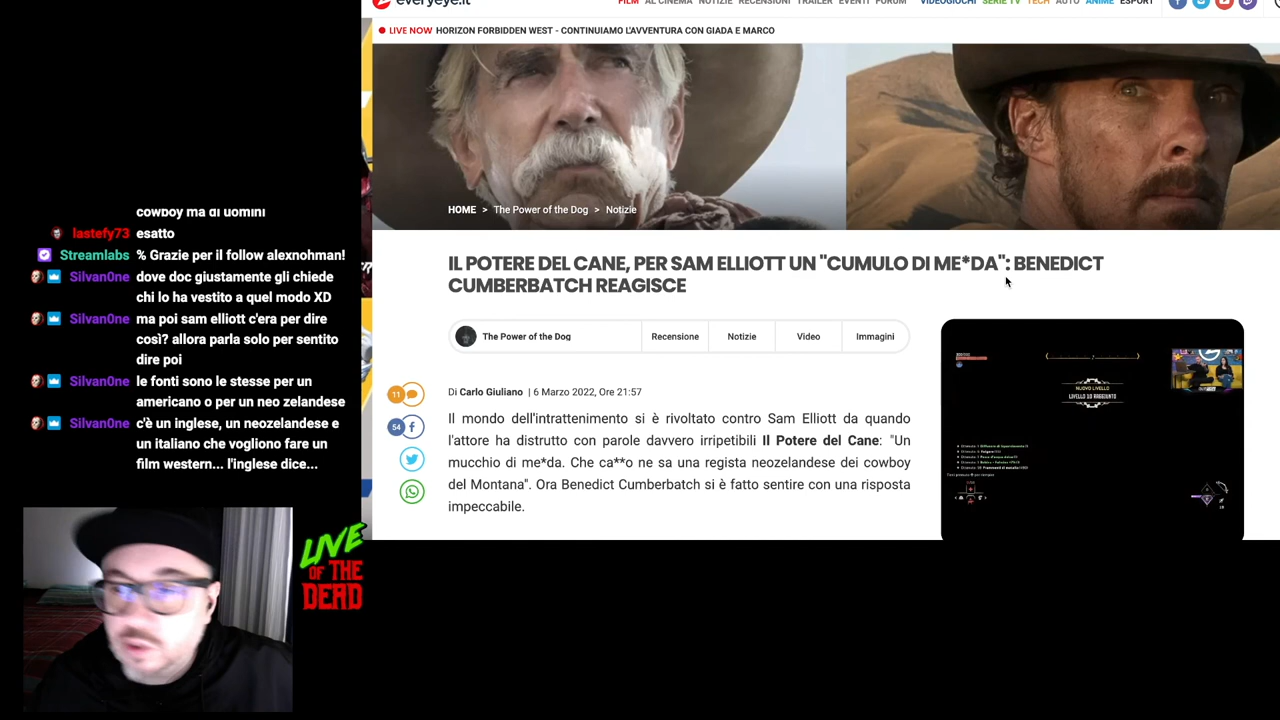 everyeye.it
FILM AL CINEMA NOTIZIE RECENSIONI TRAILER EVENTI FORUM VIDEOGIOCHI SERIE TV TECH AUTO ANIME ESPORT
LIVE NOW HORIZON FORBIDDEN WEST - CONTINUIAMO L'AVVENTURA CON GIADA E MARCO
HOME > The Power of the Dog > Notizie
IL POTERE DEL CANE, PER SAM ELLIOTT UN "CUMULO DI ME*DA": BENEDICT
CUMBERBATCH REAGISCE
The Power of the Dog Recensione Notizie Video Immagini
Di Carlo Giuliano | 6 Marzo 2022, Ore 21:57
11
54
Il mondo dell'intrattenimento si è rivoltato contro Sam Elliott da quando
l'attore ha distrutto con parole davvero irripetibili Il Potere del Cane: "Un
mucchio di me*da. Che ca**o ne sa una regista neozelandese dei cowboy
del Montana". Ora Benedict Cumberbatch si è fatto sentire con una risposta
impeccabile.
NUOVO LIVELLO
LIVELLO 10 RAGGIUNTO
cowboy ma di uomini
lastefy73 esatto
Streamlabs % Grazie per il follow alexnohman!
Silvan0ne dove doc giustamente gli chiede
chi lo ha vestito a quel modo XD
Silvan0ne ma poi sam elliott c'era per dire
così? allora parla solo per sentito
dire poi
Silvan0ne le fonti sono le stesse per un
americano o per un neo zelandese
Silvan0ne c'è un inglese, un neozelandese e
un italiano che vogliono fare un
film western... l'inglese dice...
LIVE
OF THE
DEAD